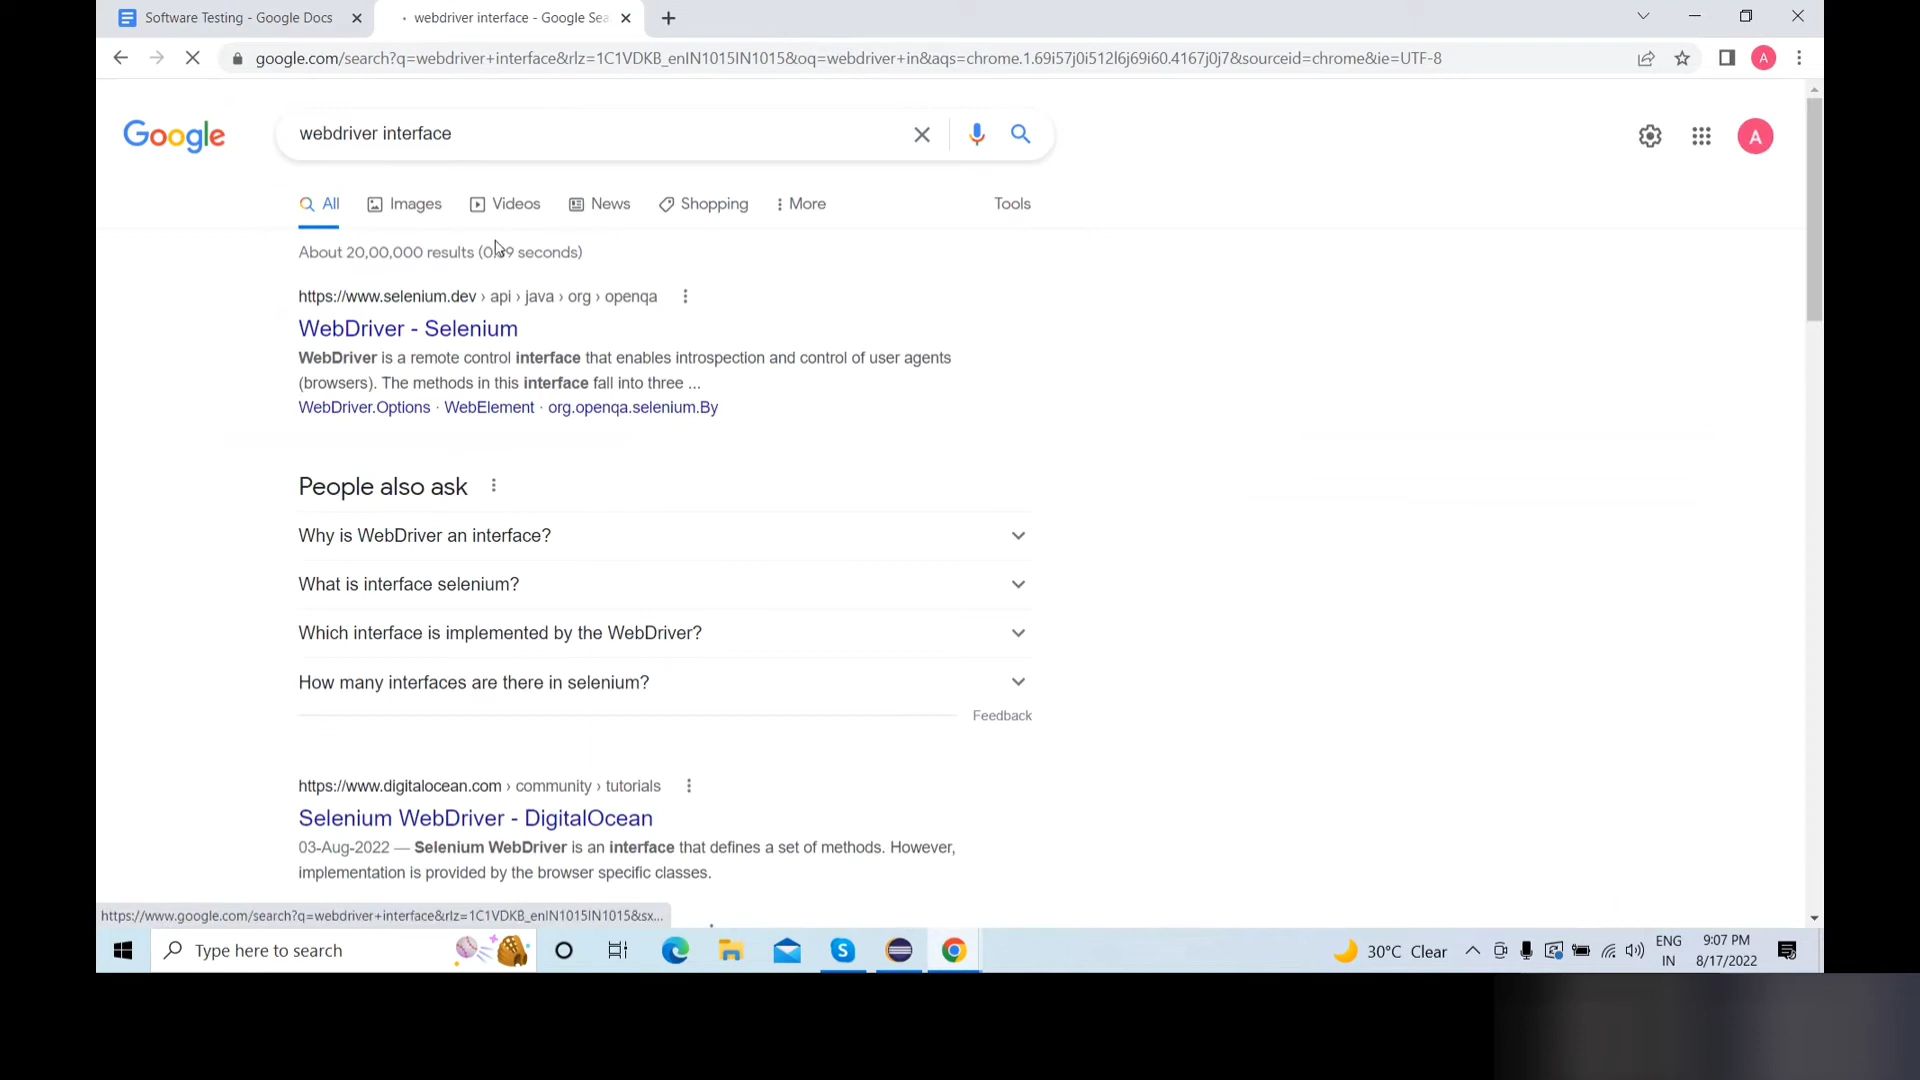 Software Testing - Google Docs
webdriver interface - Google Sea
google.com/search?q=webdriver+interface&rlz=1C1VDKB_enIN1015IN1015&oq=webdriver+in&aqs=chrome.1.69i57j0i512l6j69i60.4167j0j7&sourceid=chrome&ie=UTF-8
A
Google
webdriver interface
A
All
Images
Videos
News
Shopping
More
Tools
About 20,00,000 results seconds)
https://www.selenium.dev › api › java › org › openqa
WebDriver - Selenium
WebDriver is a remote control interface that enables introspection and control of user agents
(browsers). The methods in this interface fall into three ...
WebDriver.Options · WebElement · org.openqa.selenium.By
People also ask
Why is WebDriver an interface?
What is interface selenium?
Which interface is implemented by the WebDriver?
How many interfaces are there in selenium?
Feedback
https://www.digitalocean.com › community › tutorials
Selenium WebDriver - DigitalOcean
03-Aug-2022 — Selenium WebDriver is an interface that defines a set of methods. However,
implementation is provided by the browser specific classes.
https://www.google.com/search?q=webdriver+interface&rlz=1C1VDKB_enIN1015IN1015&sx...
Type here to search
30°C Clear
ENG
IN
9:07 PM
8/17/2022